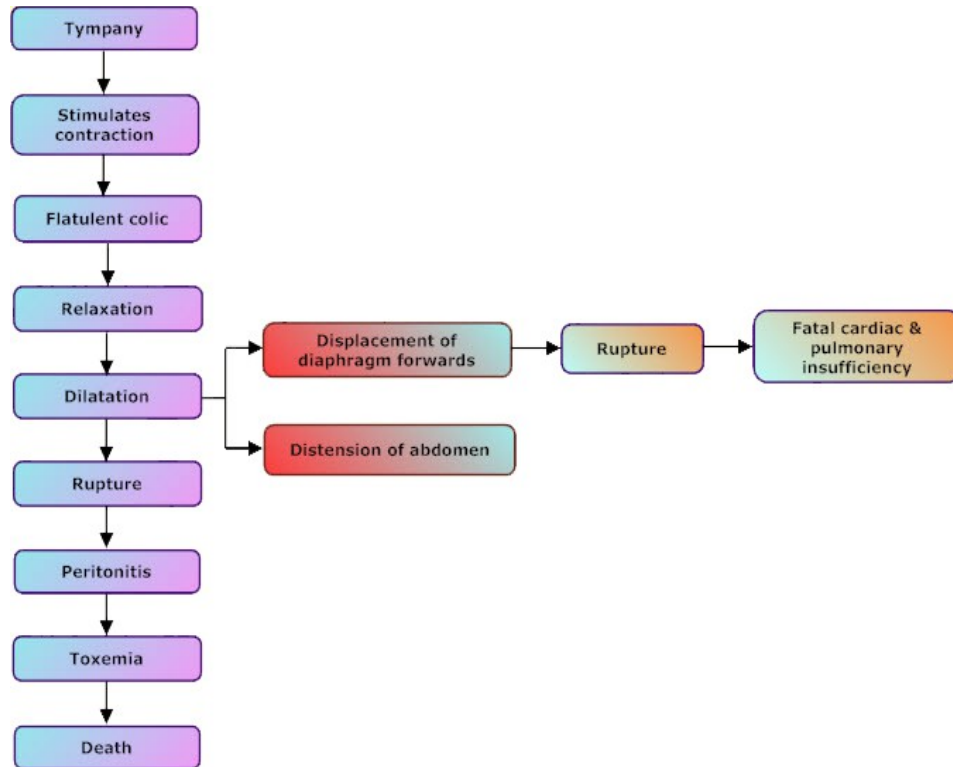 Tympany
Stimulates
contraction
Flatulent colic
Relaxation
Dilatation
Displacement of
diaphragm forwards
Rupture
Fatal cardiac &
pulmonary
insufficiency
Distension of abdomen
Rupture
Peritonitis
Toxemia
Death